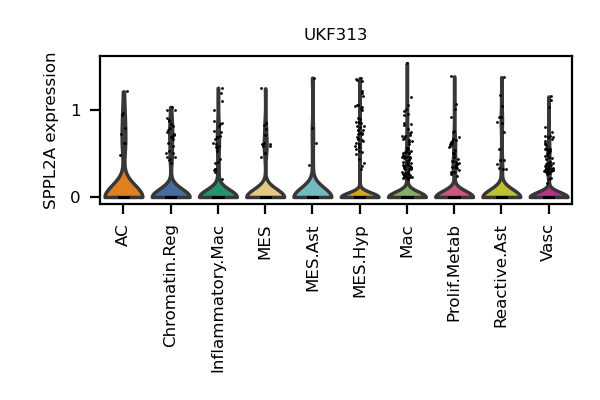 UKF313
SPPL2A expression
1
0
AC
Chromatin.Reg
Inflammatory.Mac
MES
MES.Ast
MES.Hyp
Mac
Prolif.Metab
Reactive.Ast
Vasc